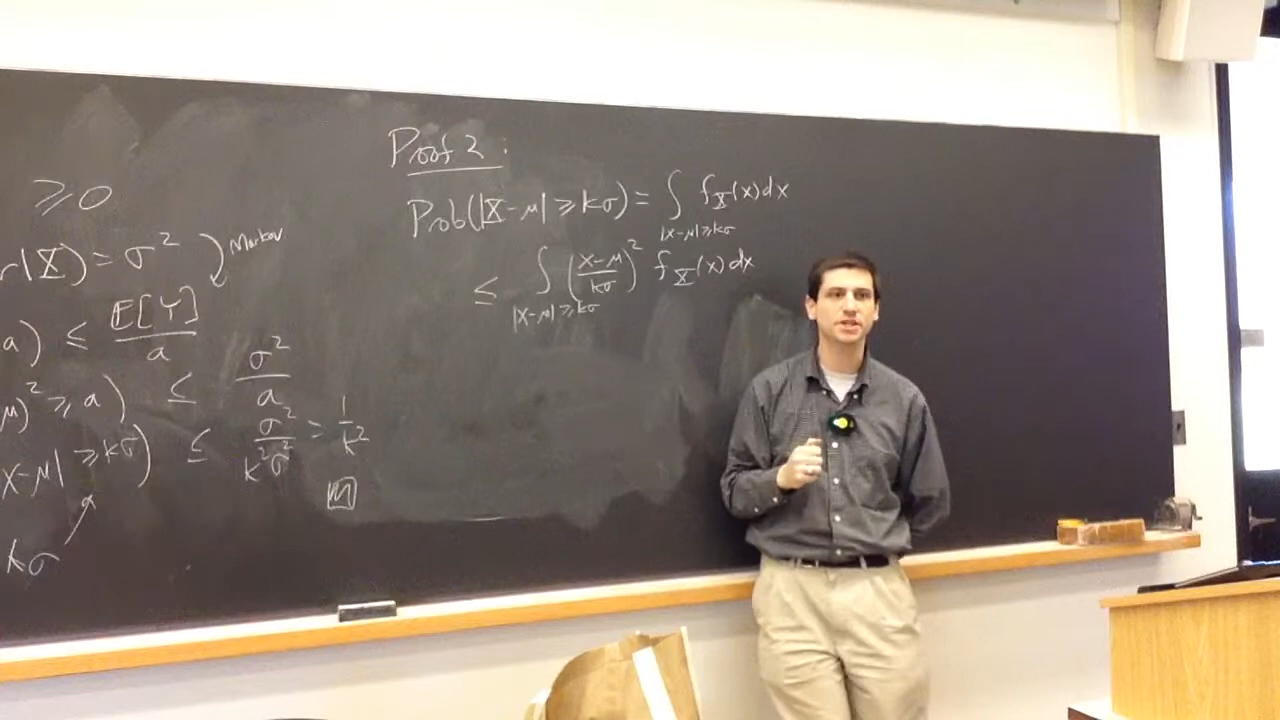 ≥0
r(X) = σ² Markov
a) ≤ E[Y]/a
μ)² ≥ a) ≤ σ²/a
x-μ| ≥ kσ) ≤ σ²/k²σ² = 1/k²
kσ
Proof 2:
Prob(|X-μ| ≥ kσ) = ∫ f_X(x)dx
|x-μ| ≥ kσ
≤ ∫ (x-μ/kσ)² f_X(x)dx
|x-μ| ≥ kσ